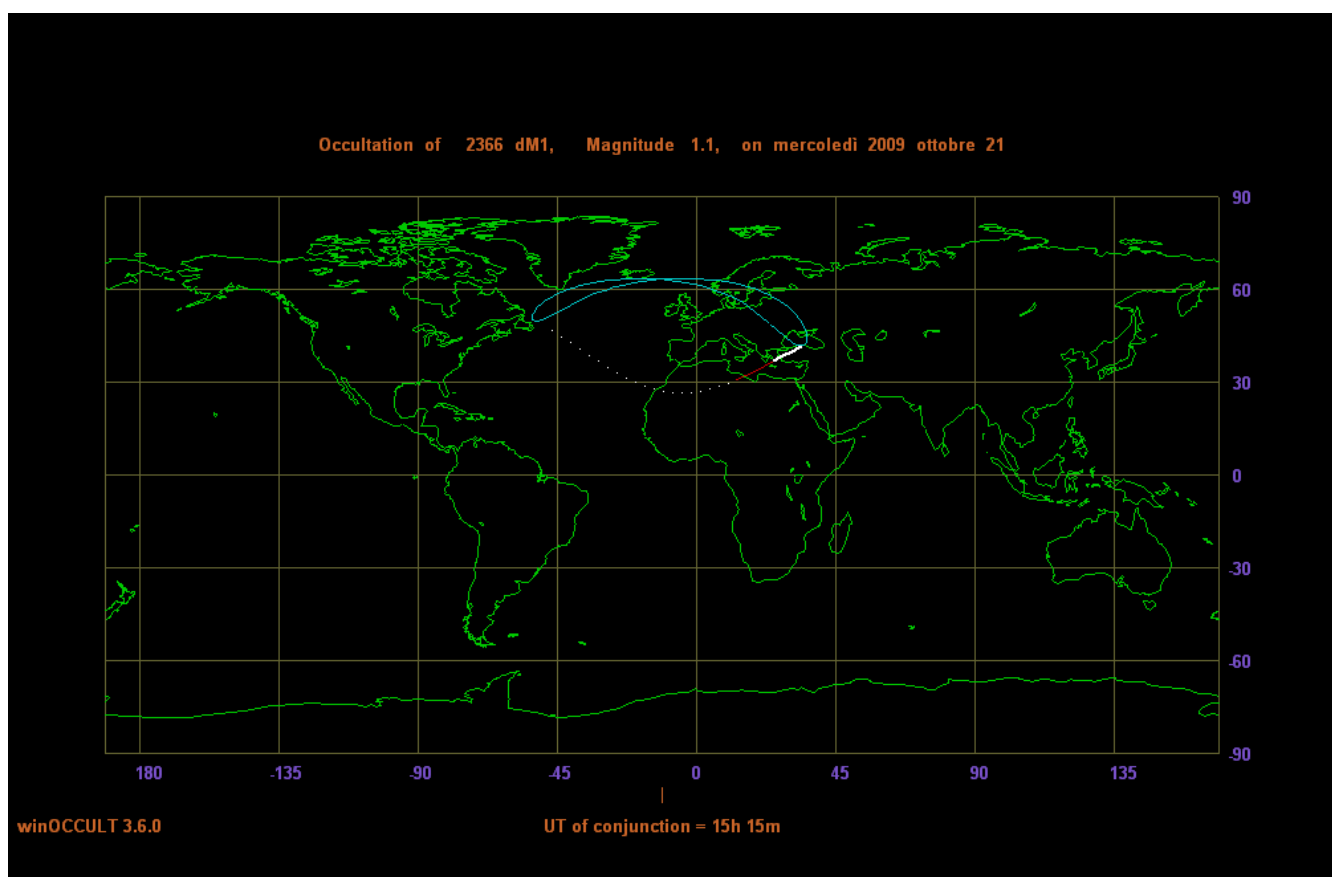 Occultation of 2366 dM1, Magnitude 1.1, on mercoledì 2009 ottobre 21
90
60
30
0
-30
-60
-90
180 -135 -90 -45 0 45 90 135
winOCCULT 3.6.0 UT of conjunction = 15h 15m